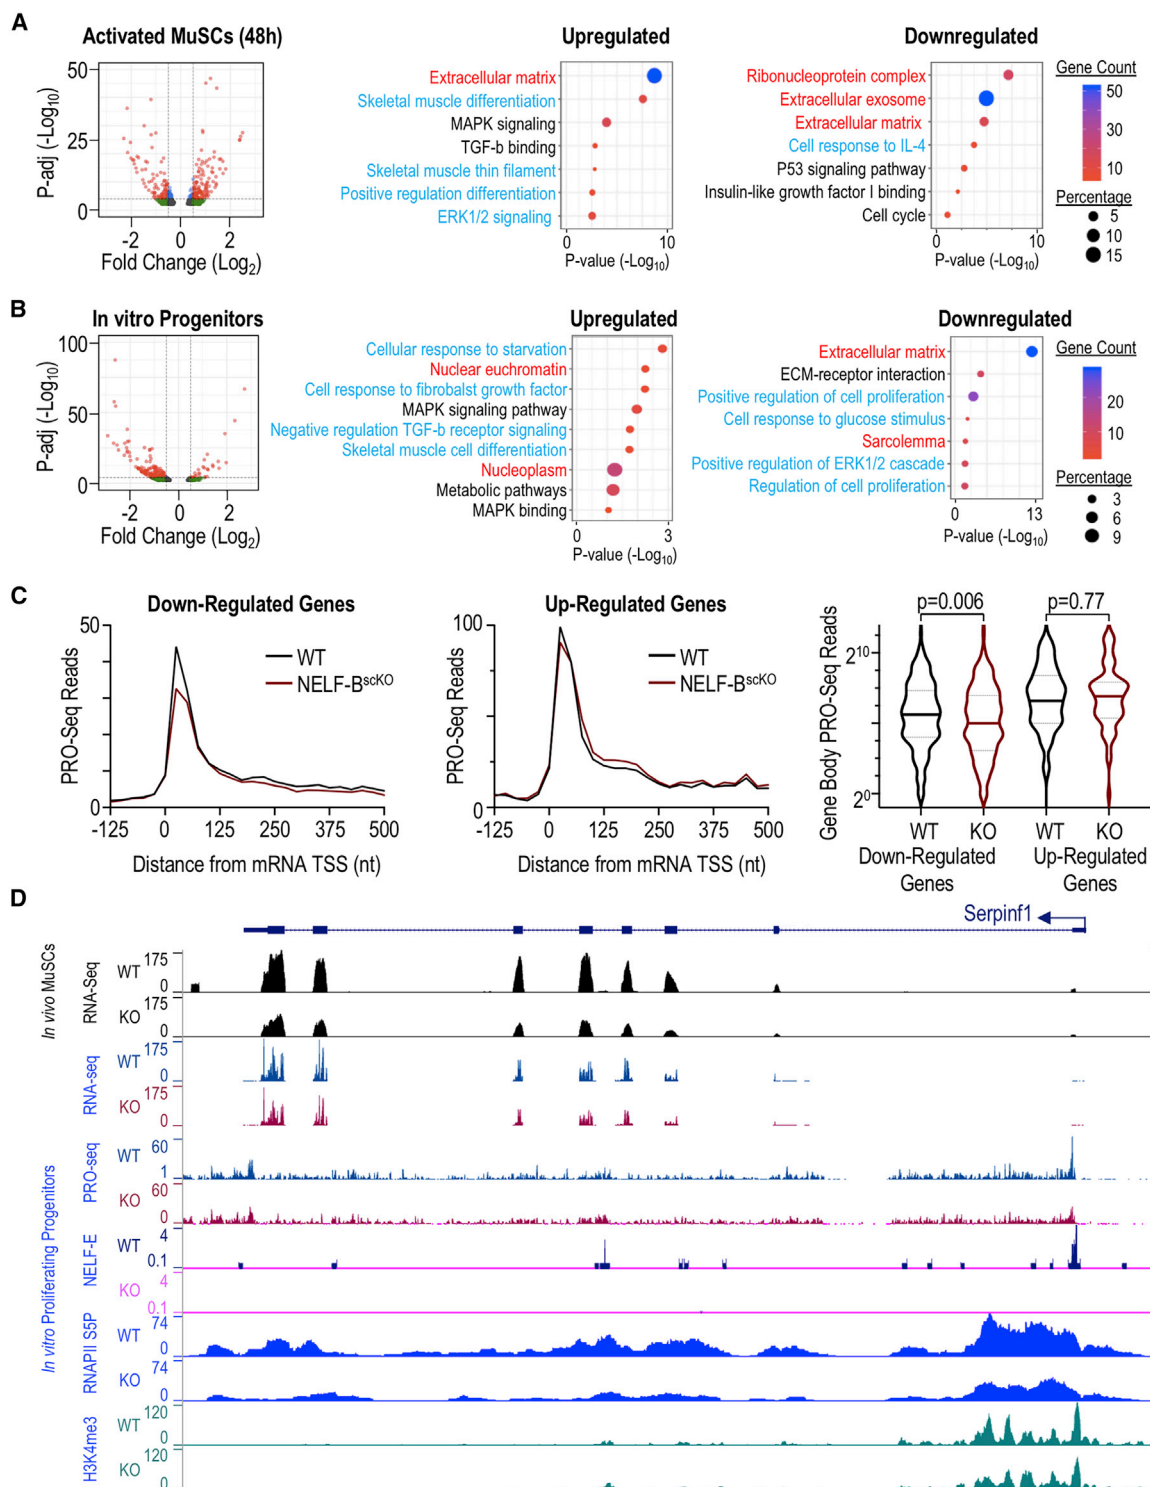 A
Activated MuSCs (48h)
Upregulated
Downregulated
50
25
0
P-adj (-Log10)
-2 0 2
Fold Change (Log2)
Extracellular matrix
Skeletal muscle differentiation
MAPK signaling
TGF-b binding
Skeletal muscle thin filament
Positive regulation differentiation
ERK1/2 signaling
0 10
P-value (-Log10)
Ribonucleoprotein complex
Extracellular exosome
Extracellular matrix
Cell response to IL-4
P53 signaling pathway
Insulin-like growth factor I binding
Cell cycle
0 10
P-value (-Log10)
Gene Count
50
30
10
Percentage
5
10
15
B
In vitro Progenitors
Upregulated
Downregulated
100
50
0
P-adj (-Log10)
-2 0 2
Fold Change (Log2)
Cellular response to starvation
Nuclear euchromatin
Cell response to fibrobalst growth factor
MAPK signaling pathway
Negative regulation TGF-b receptor signaling
Skeletal muscle cell differentiation
Nucleoplasm
Metabolic pathways
MAPK binding
0 3
P-value (-Log10)
Extracellular matrix
ECM-receptor interaction
Positive regulation of cell proliferation
Cell response to glucose stimulus
Sarcolemma
Positive regulation of ERK1/2 cascade
Regulation of cell proliferation
0 13
P-value (-Log10)
Gene Count
20
10
Percentage
3
6
9
C
Down-Regulated Genes
50
0
PRO-Seq Reads
WT
NELF-BscKO
-125 0 125 250 375 500
Distance from mRNA TSS (nt)
Up-Regulated Genes
100
0
PRO-Seq Reads
WT
NELF-BscKO
-125 0 125 250 375 500
Distance from mRNA TSS (nt)
p=0.006 p=0.77
2^10
2^0
Gene Body PRO-Seq Reads
WT KO WT KO
Down-Regulated Genes
Up-Regulated Genes
D
Serpinf1
In vivo MuSCs
RNA-Seq
WT 175 0
KO 175 0
In vitro Proliferating Progenitors
RNA-seq
WT 175 0
KO 175 0
PRO-seq
WT 60 1
KO 60 0
NELF-E
WT 4 0.1
KO 4 0.1
RNAPII S5P
WT 74 0
KO 74 0
H3K4me3
WT 120 0
KO 120 0